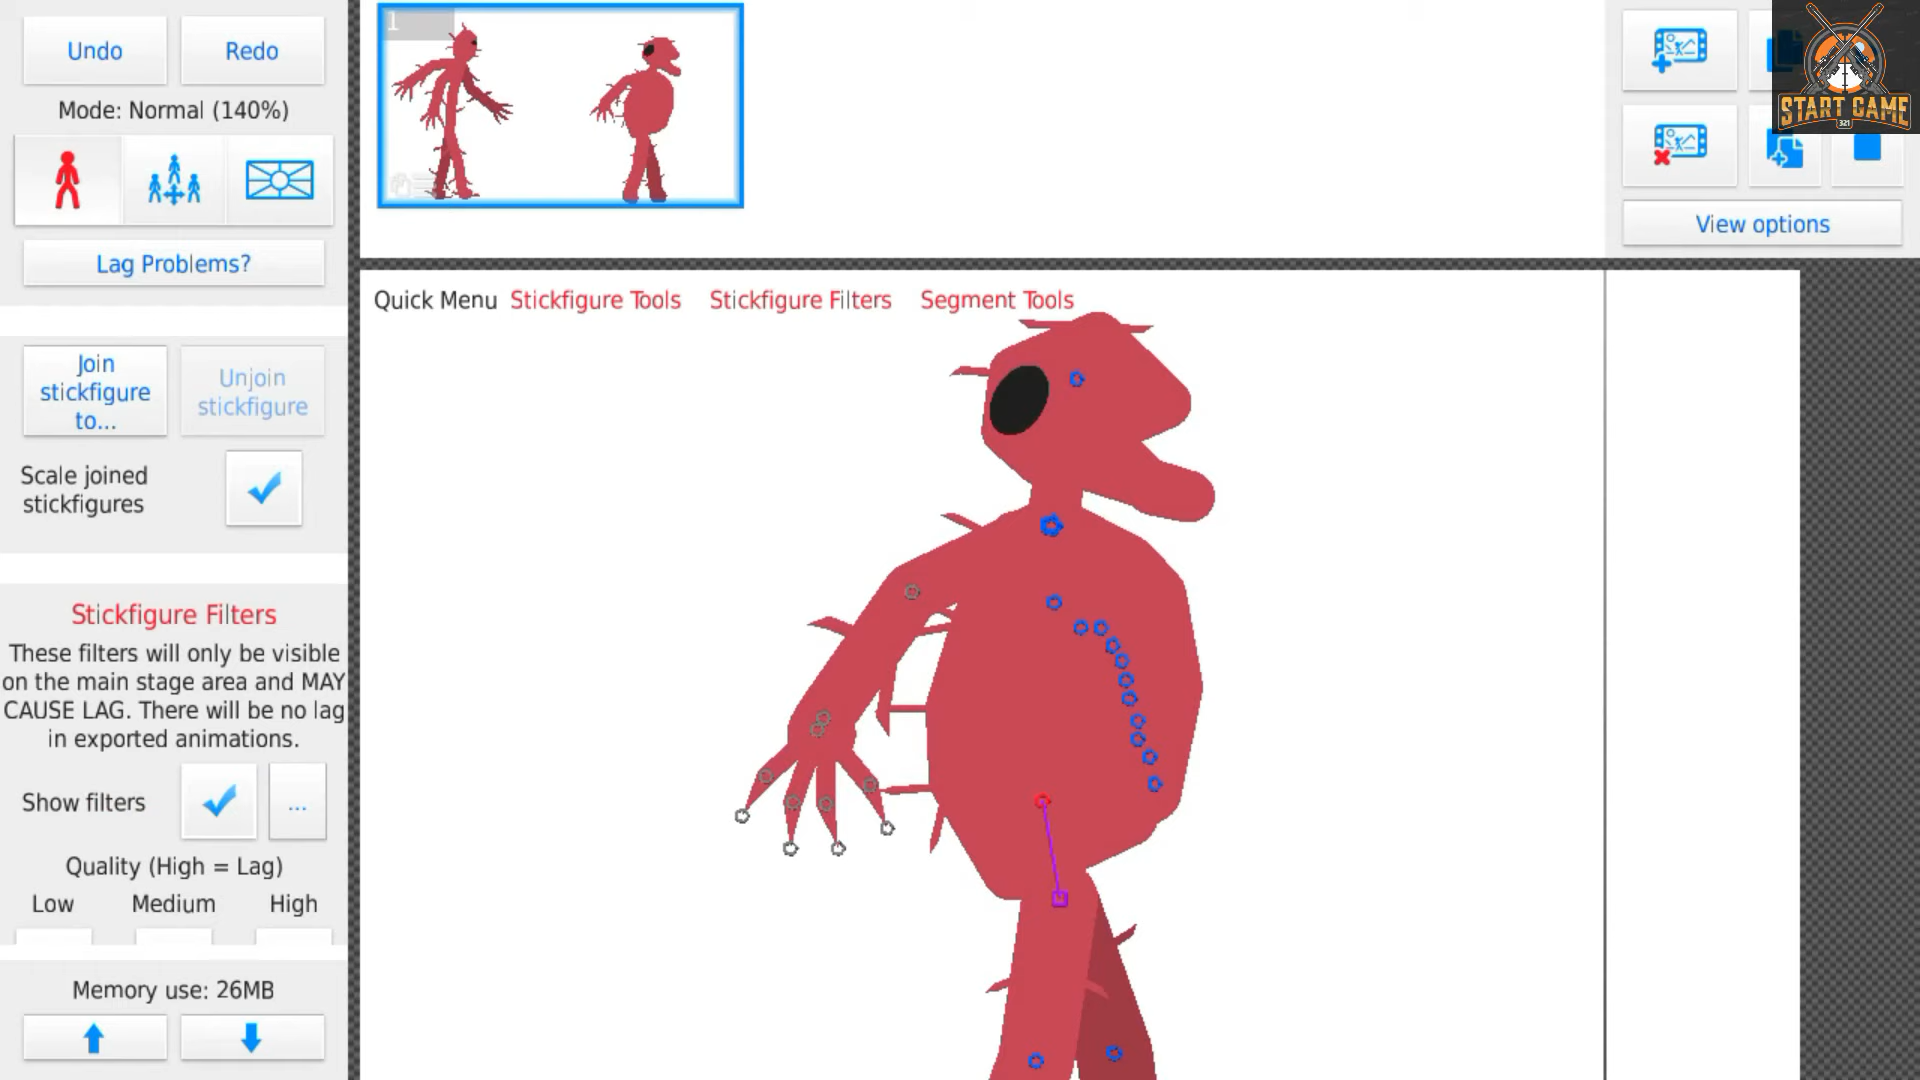 Undo
Redo
Mode: Normal (140%)
Lag Problems?
Join
stickfigure
to...
Unjoin
stickfigure
Scale joined
stickfigures
Stickfigure Filters
These filters will only be visible
on the main stage area and MAY
CAUSE LAG. There will be no lag
in exported animations.
Show filters
...
Quality (High = Lag)
Low
Medium
High
Memory use: 26MB
1
Quick Menu
Stickfigure Tools
Stickfigure Filters
Segment Tools
START GAME
321
View options